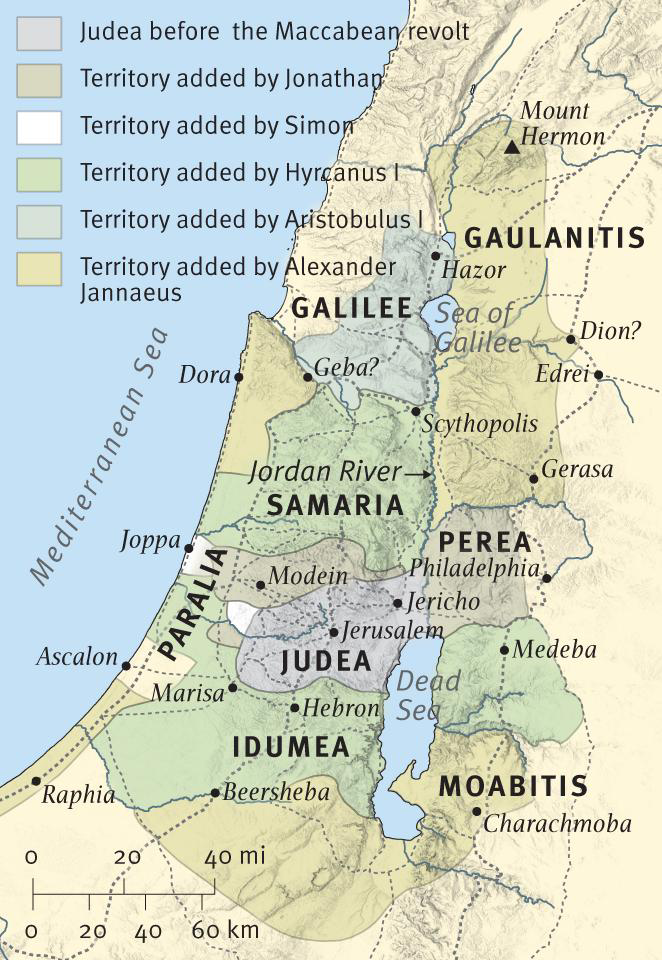 Judea before the Maccabean revolt
Territory added by Jonathan
Territory added by Simon
Territory added by Hyrcanus I
Territory added by Aristobulus I
Territory added by Alexander
Jannaeus
Mount
Hermon
GAULANITIS
Hazor
GALILEE
Sea of
Galilee
Dion?
Dora
Geba?
Edrei
Scythopolis
Mediterranean Sea
Jordan River
Gerasa
SAMARIA
Joppa
PEREA
Philadelphia
Modein
PARALIA
Jericho
Jerusalem
Ascalon
JUDEA
Medeba
Marisa
Dead
Sea
Hebron
IDUMEA
Raphia
Beersheba
MOABITIS
Charachmoba
0 20 40 mi
0 20 40 60 km